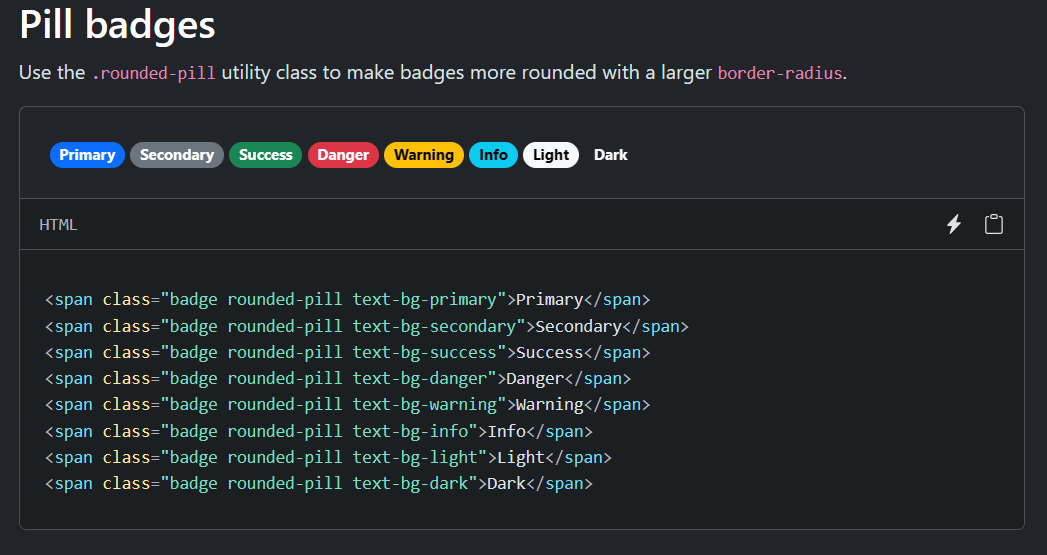 Pill badges
Use the .rounded-pill utility class to make badges more rounded with a larger border-radius.
Primary Secondary Success Danger Warning Info Light Dark
HTML
<span class="badge rounded-pill text-bg-primary">Primary</span>
<span class="badge rounded-pill text-bg-secondary">Secondary</span>
<span class="badge rounded-pill text-bg-success">Success</span>
<span class="badge rounded-pill text-bg-danger">Danger</span>
<span class="badge rounded-pill text-bg-warning">Warning</span>
<span class="badge rounded-pill text-bg-info">Info</span>
<span class="badge rounded-pill text-bg-light">Light</span>
<span class="badge rounded-pill text-bg-dark">Dark</span>